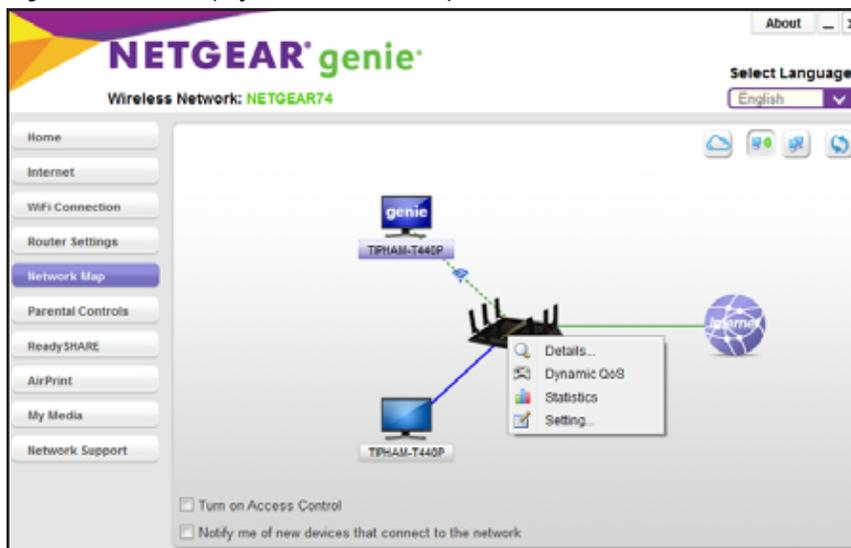 About
NETGEAR® genie®
Select Language
Wireless Network: NETGEAR74
English
Home
Internet
WiFi Connection
Router Settings
Network Map
Parental Controls
ReadySHARE
AirPrint
My Media
Network Support
genie
TIPHAM-T440P
Internet
Details...
Dynamic QoS
Statistics
Setting...
TIPHAM-T440P
Turn on Access Control
Notify me of new devices that connect to the network